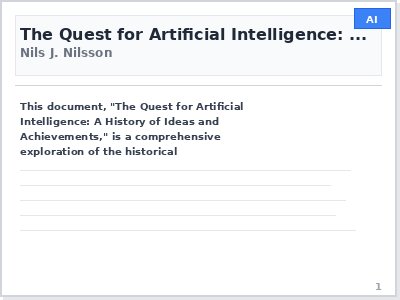 AI
The Quest for Artificial Intelligence: ...
Nils J. Nilsson
This document, "The Quest for Artificial
Intelligence: A History of Ideas and
Achievements," is a comprehensive
exploration of the historical
1